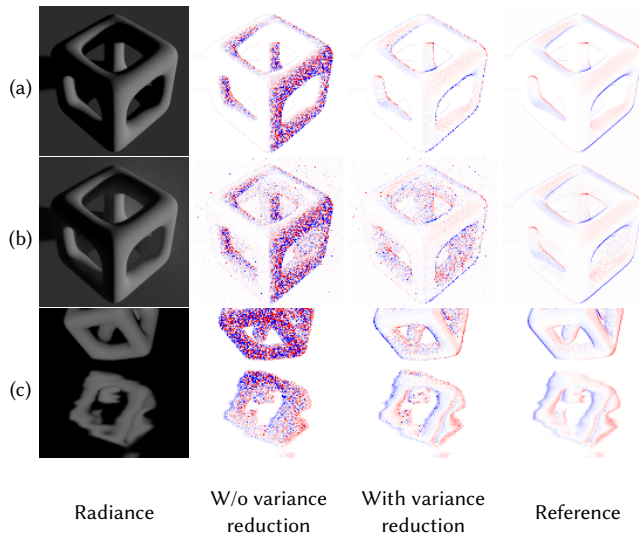 (a)
(b)
(c)
Radiance
W/o variance
reduction
With variance
reduction
Reference